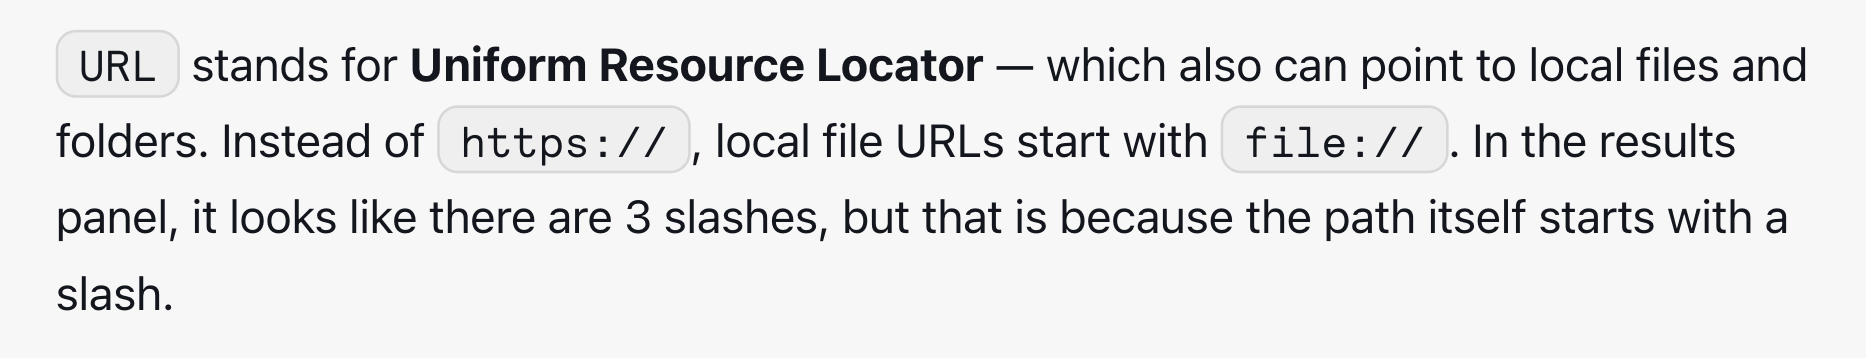 URL stands for Uniform Resource Locator — which also can point to local files and
folders. Instead of https://, local file URLs start with file://. In the results
panel, it looks like there are 3 slashes, but that is because the path itself starts with a
slash.